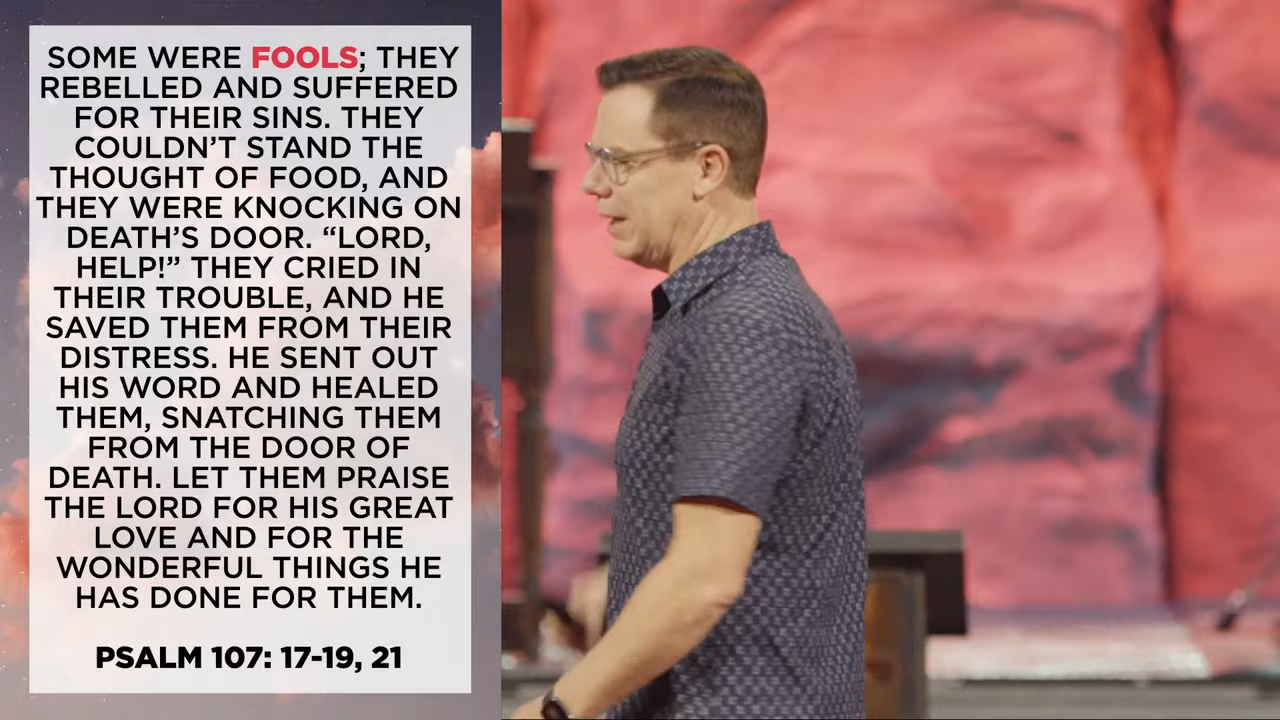 SOME WERE FOOLS; THEY
REBELLED AND SUFFERED
FOR THEIR SINS. THEY
COULDN’T STAND THE
THOUGHT OF FOOD, AND
THEY WERE KNOCKING ON
DEATH’S DOOR. “LORD,
HELP!” THEY CRIED IN
THEIR TROUBLE, AND HE
SAVED THEM FROM THEIR
DISTRESS. HE SENT OUT
HIS WORD AND HEALED
THEM, SNATCHING THEM
FROM THE DOOR OF
DEATH. LET THEM PRAISE
THE LORD FOR HIS GREAT
LOVE AND FOR THE
WONDERFUL THINGS HE
HAS DONE FOR THEM.
PSALM 107: 17-19, 21